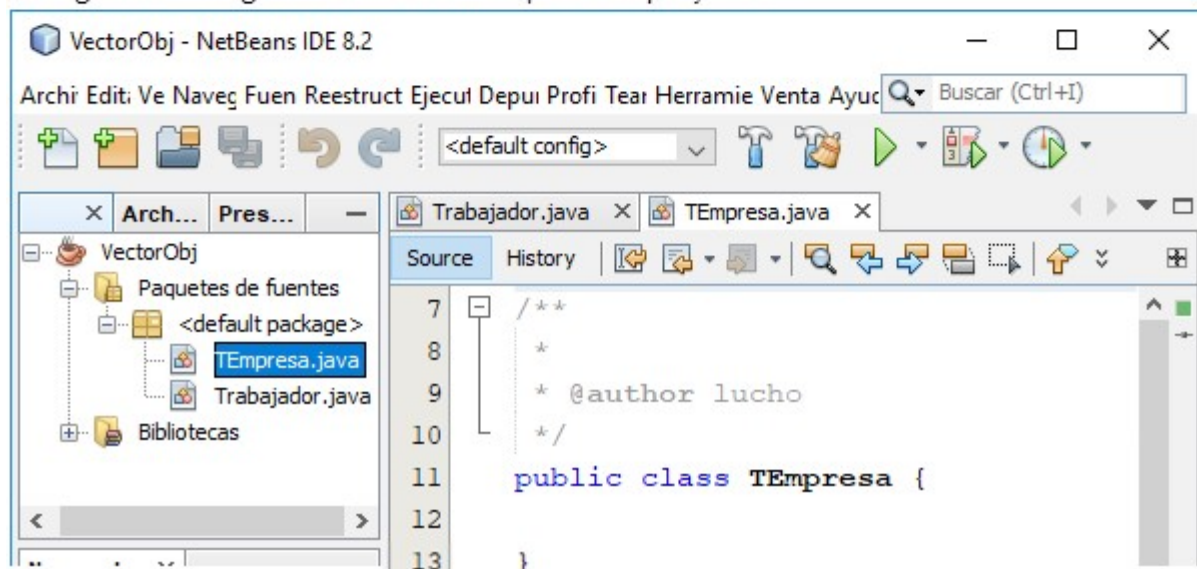 VectorObj - NetBeans IDE 8.2
Archi Edita Ve Naveg Fuen Reestruct Ejecut Depui Profi Tear Herramie Venta Ayuc Buscar (Ctrl+I)
<default config>
Arch... Pres...
Trabajador.java TEmpresa.java
VectorObj
Source History
Paquetes de fuentes
<default package>
TEmpresa.java
Trabajador.java
Bibliotecas
7 /**
8 *
9 * @author lucho
10 */
11 public class TEmpresa {
12
13 }